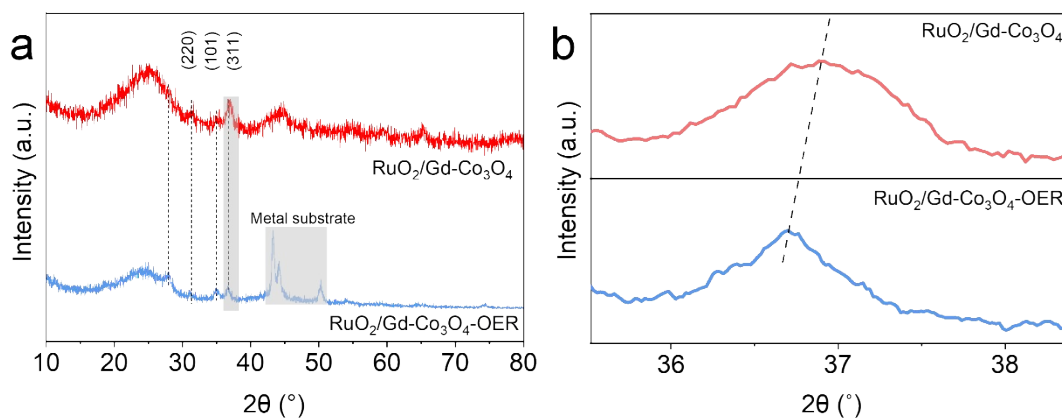 a
Intensity (a.u.)
(220)
(101)
(311)
RuO₂/Gd-Co₃O₄
Metal substrate
RuO₂/Gd-Co₃O₄-OER
10 20 30 40 50 60 70 80
2θ (°)
b
Intensity (a.u.)
RuO₂/Gd-Co₃O₄
RuO₂/Gd-Co₃O₄-OER
36 37 38
2θ (°)